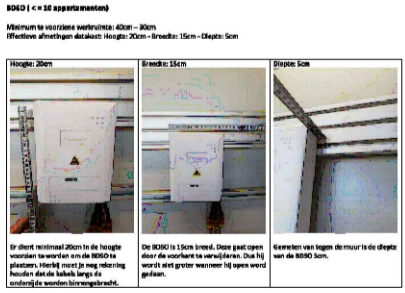 BDSO ( < = 10 appartementen)
Minimum te voorziene werkruimte: 40cm – 30cm
Effectieve afmetingen datakast: Hoogte: 20cm - Breedte: 15cm - Diepte: 5cm
Hoogte: 20cm
Breedte: 15cm
Diepte: 5cm
Er dient minimaal 20cm in de hoogte
voorzien te worden om de BDSO te
plaatsen. Hierbij moet je nog rekening
houden dat de kabels langs de
onderzijde worden binnengebracht.
De BDSO is 15cm breed. Deze gaat open
door de voorkant te verwijderen. Dus hij
wordt niet groter wanneer hij open word
gedaan.
Gemeten van tegen de muur is de diepte
van de BDSO 5cm.